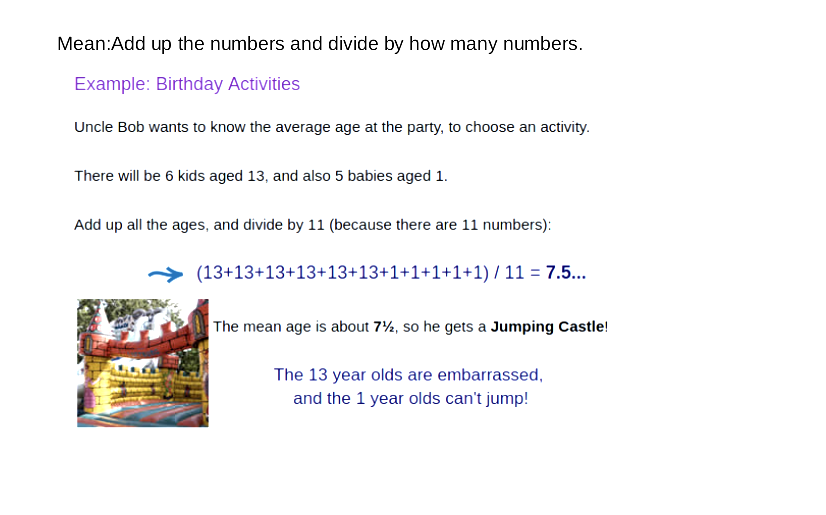 Mean:Add up the numbers and divide by how many numbers.
Example: Birthday Activities
Uncle Bob wants to know the average age at the party, to choose an activity.
There will be 6 kids aged 13, and also 5 babies aged 1.
Add up all the ages, and divide by 11 (because there are 11 numbers):
(13+13+13+13+13+13+1+1+1+1+1) / 11 = 7.5...
The mean age is about 7½, so he gets a Jumping Castle!
The 13 year olds are embarrassed,
and the 1 year olds can't jump!